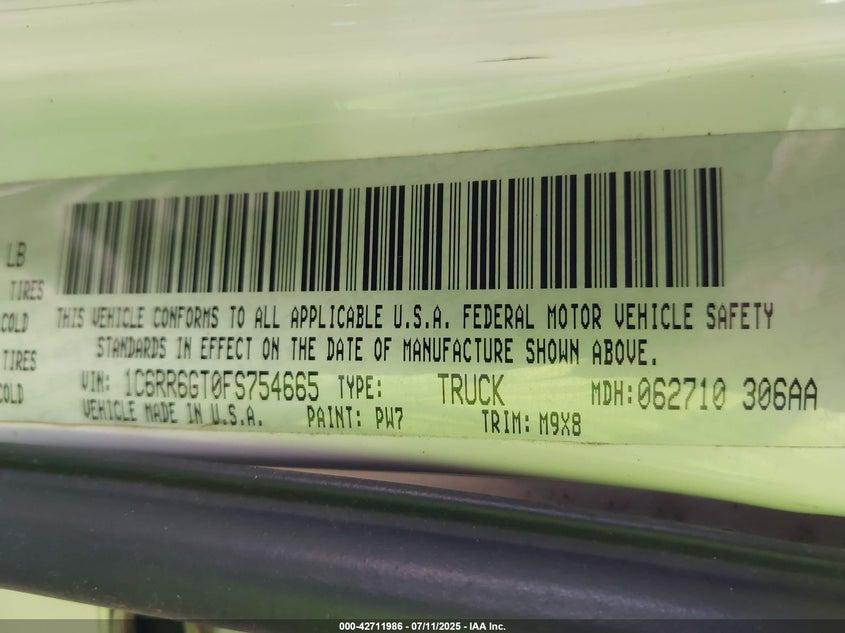 LB
TIRES
COLD
TIRES
COLD
THIS VEHICLE CONFORMS TO ALL APPLICABLE U.S.A. FEDERAL MOTOR VEHICLE SAFETY
STANDARDS IN EFFECT ON THE DATE OF MANUFACTURE SHOWN ABOVE.
VIN: 1C6RR6GT0FS754665 TYPE: TRUCK MDH:062710 306AA
VEHICLE MADE IN U.S.A. PAINT: PW7 TRIM: M9X8
000-42711986 - 07/11/2025 - IAA Inc.